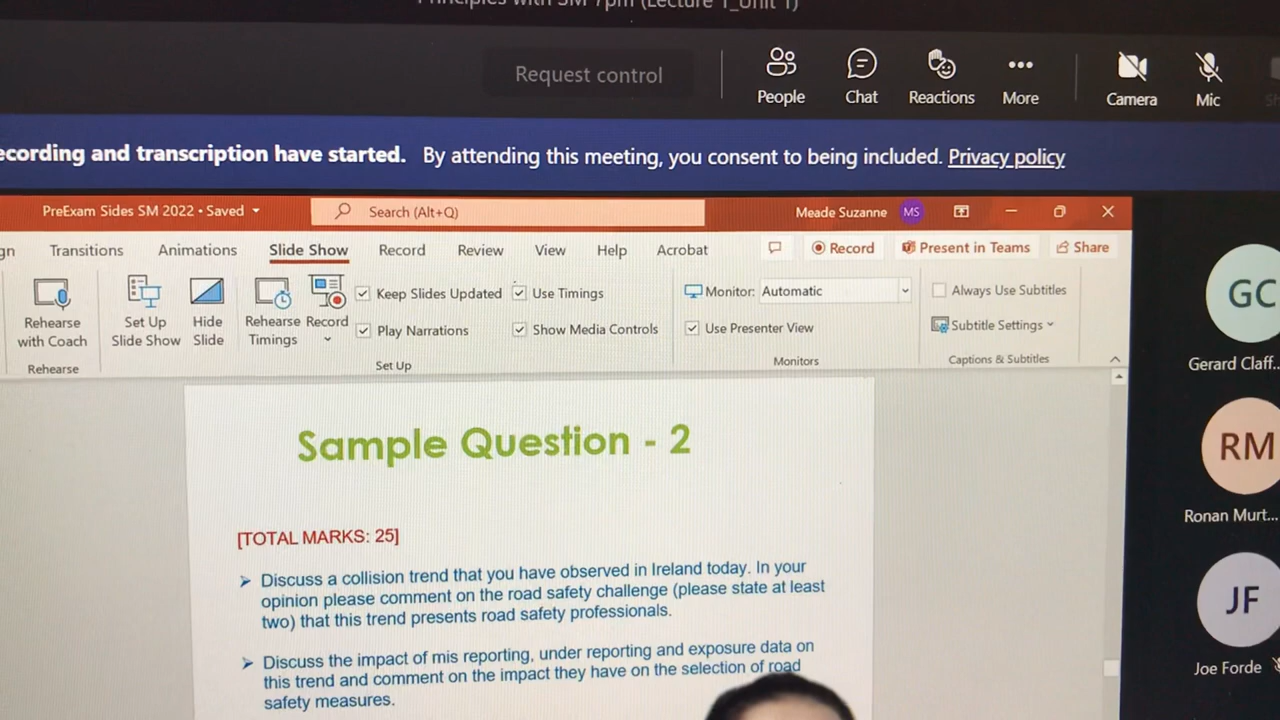 Principles with SM 7pm (Lecture 1_Unit 1)
Request control
People
Chat
Reactions
More
Camera
Mic
ecording and transcription have started. By attending this meeting, you consent to being included. Privacy policy
PreExam Sides SM 2022 • Saved
Search (Alt+Q)
Meade Suzanne
MS
gn
Transitions
Animations
Slide Show
Record
Review
View
Help
Acrobat
Record
Present in Teams
Share
Rehearse
with Coach
Rehearse
Set Up
Slide Show
Hide
Slide
Rehearse
Timings
Record
Keep Slides Updated
Play Narrations
Use Timings
Show Media Controls
Set Up
Monitor: Automatic
Use Presenter View
Monitors
Always Use Subtitles
Subtitle Settings
Captions & Subtitles
GC
Gerard Claff...
RM
Ronan Murt...
JF
Joe Forde
Sample Question - 2
[TOTAL MARKS: 25]
➢ Discuss a collision trend that you have observed in Ireland today. In your
opinion please comment on the road safety challenge (please state at least
two) that this trend presents road safety professionals.
➢ Discuss the impact of mis reporting, under reporting and exposure data on
this trend and comment on the impact they have on the selection of road
safety measures.